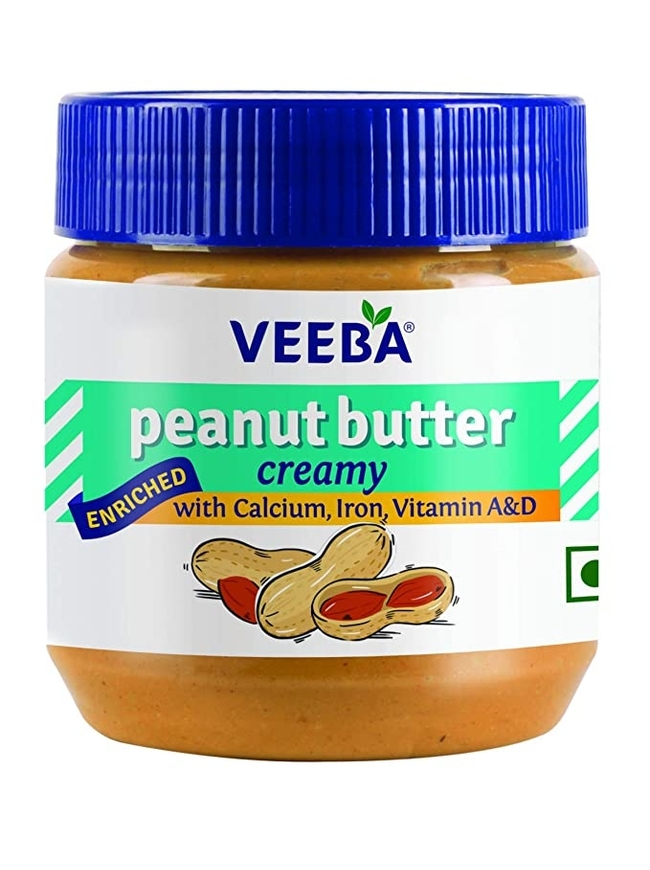 VEEBA®
peanut butter
creamy
ENRICHED
with Calcium, Iron, Vitamin A&D